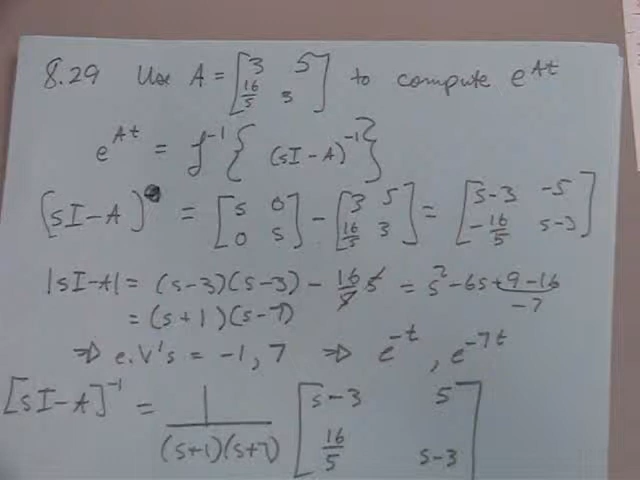 8.29 Use A = [3 5; 16/5 3] to compute e^{At}
e^{At} = ℒ^{-1} { (sI-A)^{-1} }
(sI-A) = [s 0; 0 s] - [3 5; 16/5 3] = [s-3 -5; -16/5 s-3]
|sI-A| = (s-3)(s-3) - 16/5 5 = s^2 -6s +9-16
-7
= (s+1)(s-7)
⇒ e.V's = -1, 7 ⇒ e^{-t}, e^{-7t}
[sI-A]^{-1} = 1/((s+1)(s+7)) [s-3 5; 16/5 s-3]